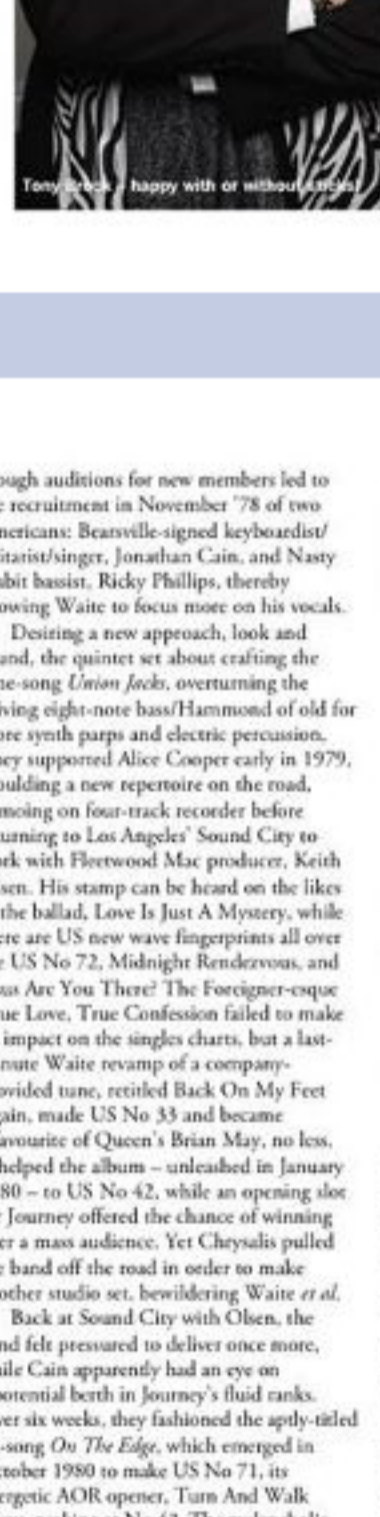 Tony Brock – happy with or without sticks!
ough auditions for new members led to
e recruitment in November '78 of two
mericans: Bearsville-signed keyboardist/
itarist/singer, Jonathan Cain, and Nasty
abit bassist, Ricky Phillips, thereby
owing Waite to focus more on his vocals.
Desiring a new approach, look and
and, the quintet set about crafting the
ne-song Union Jacks, overturning the
iving eight-note bass/Hammond of old for
ore synth parps and electric percussion.
ey supported Alice Cooper early in 1979,
oulding a new repertoire on the road,
moing on four-track recorder before
urning to Los Angeles' Sound City to
ork with Fleetwood Mac producer, Keith
sen. His stamp can be heard on the likes
the ballad, Love Is Just A Mystery, while
ere are US new wave fingerprints all over
e US No 72, Midnight Rendezvous, and
us Are You There? The Foreigner-esque
ue Love, True Confession failed to make
impact on the singles charts, but a last-
nute Waite revamp of a company-
ovided tune, retitled Back On My Feet
gain, made US No 33 and became
avourite of Queen's Brian May, no less.
helped the album – unleashed in January
80 – to US No 42, while an opening slot
r Journey offered the chance of winning
er a mass audience. Yet Chrysalis pulled
e band off the road in order to make
other studio set, bewildering Waite et al.
Back at Sound City with Olsen, the
nd felt pressured to deliver once more,
ile Cain apparently had an eye on
potential berth in Journey's fluid ranks.
er six weeks, they fashioned the aptly-titled
-song On The Edge, which emerged in
ctober 1980 to make US No 71, its
ergetic AOR opener, Turn And Walk